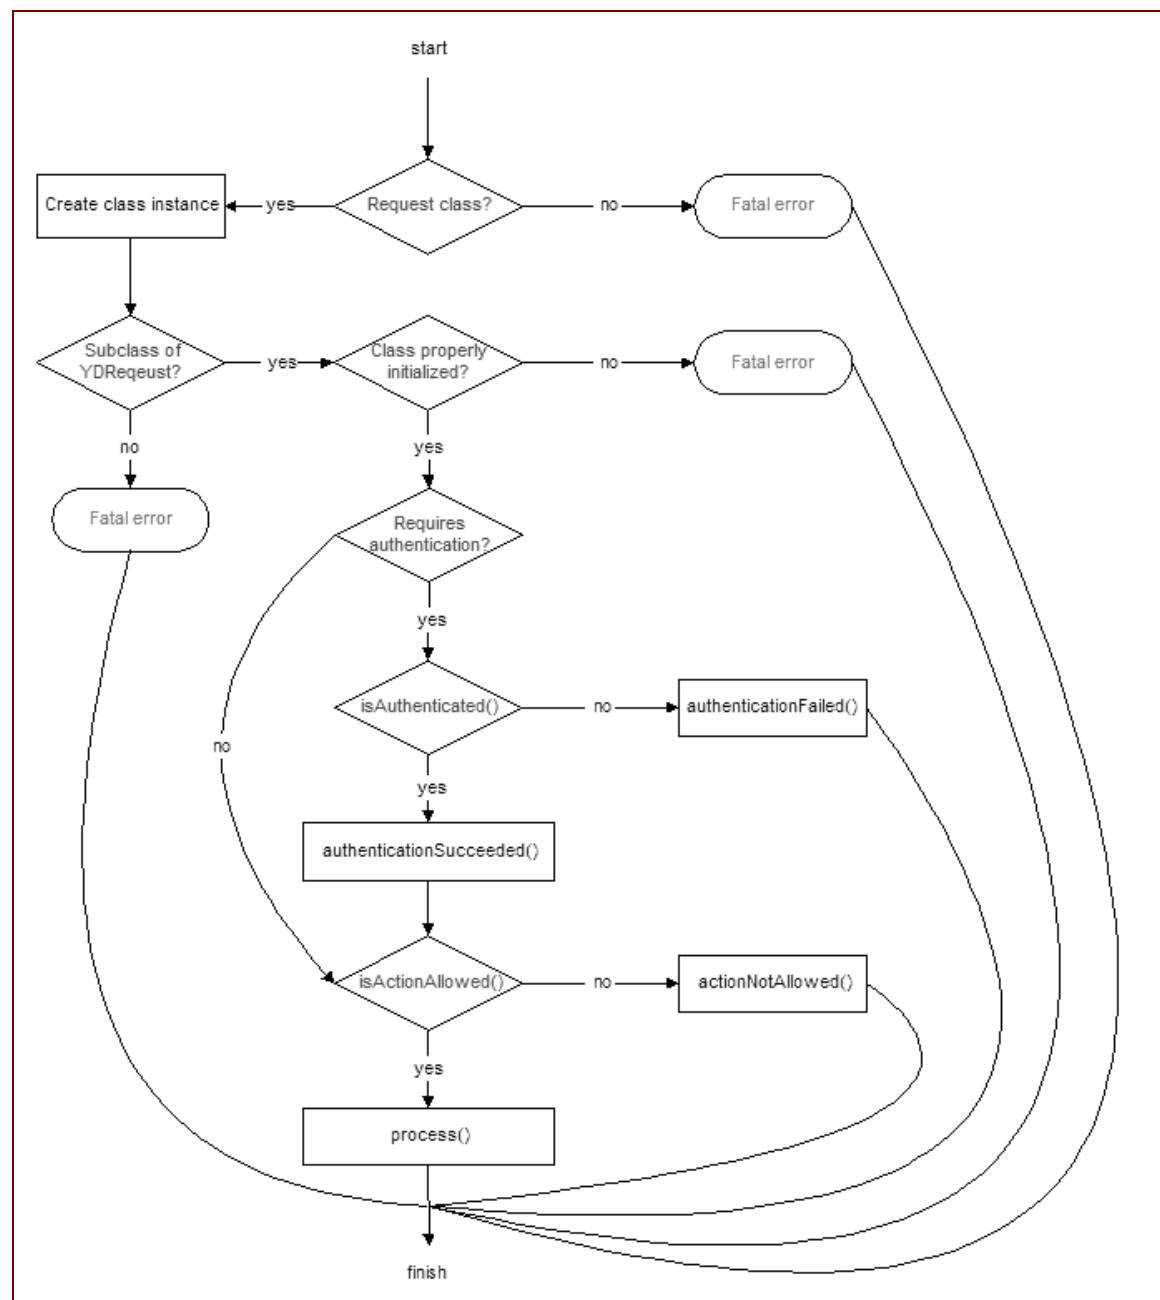 start
Create class instance
yes
Request class?
no
Fatal error
Subclass of
YDReqeust?
yes
Class properly
initialized?
no
Fatal error
no
yes
Fatal error
Requires
authentication?
yes
isAuthenticated()
no
authenticationFailed()
no
yes
authenticationSucceeded()
isActionAllowed()
no
actionNotAllowed()
yes
process()
finish